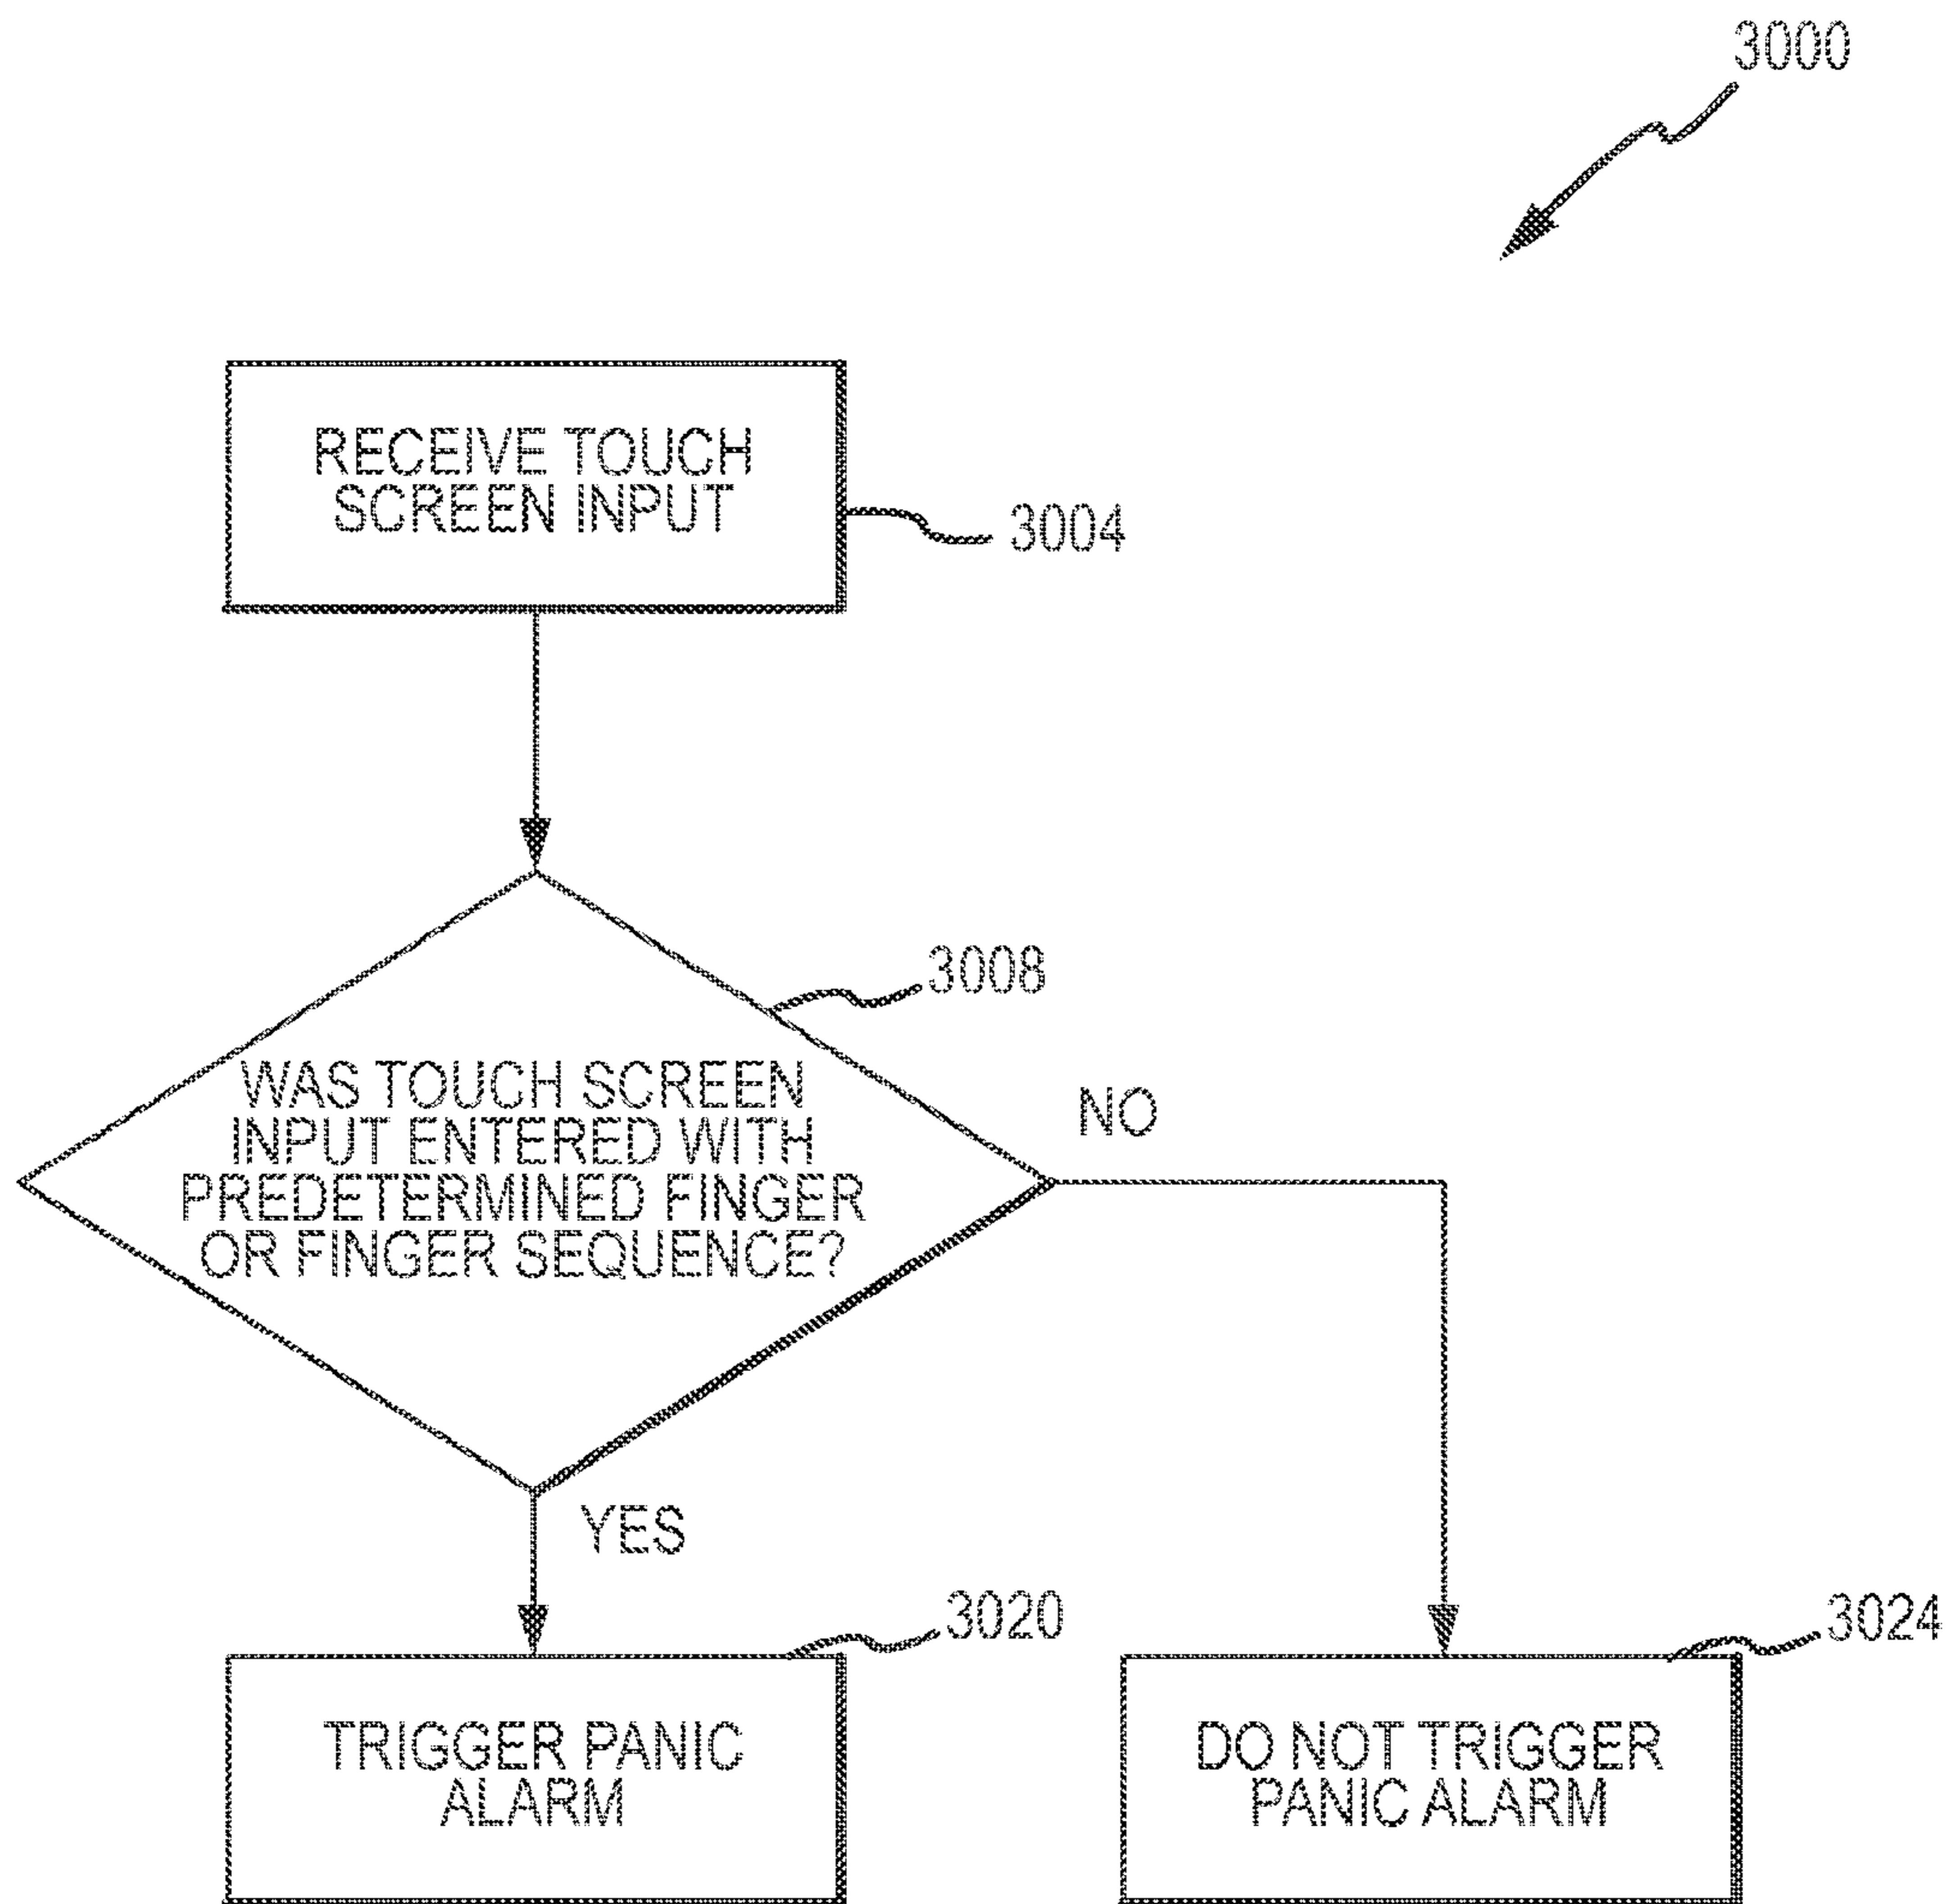 3000
RECEIVE TOUCH
SCREEN INPUT
3004
3008
WAS TOUCH SCREEN
INPUT ENTERED WITH
PREDETERMINED FINGER
OR FINGER SEQUENCE?
NO
YES
3020
TRIGGER PANIC
ALARM
3024
DO NOT TRIGGER
PANIC ALARM